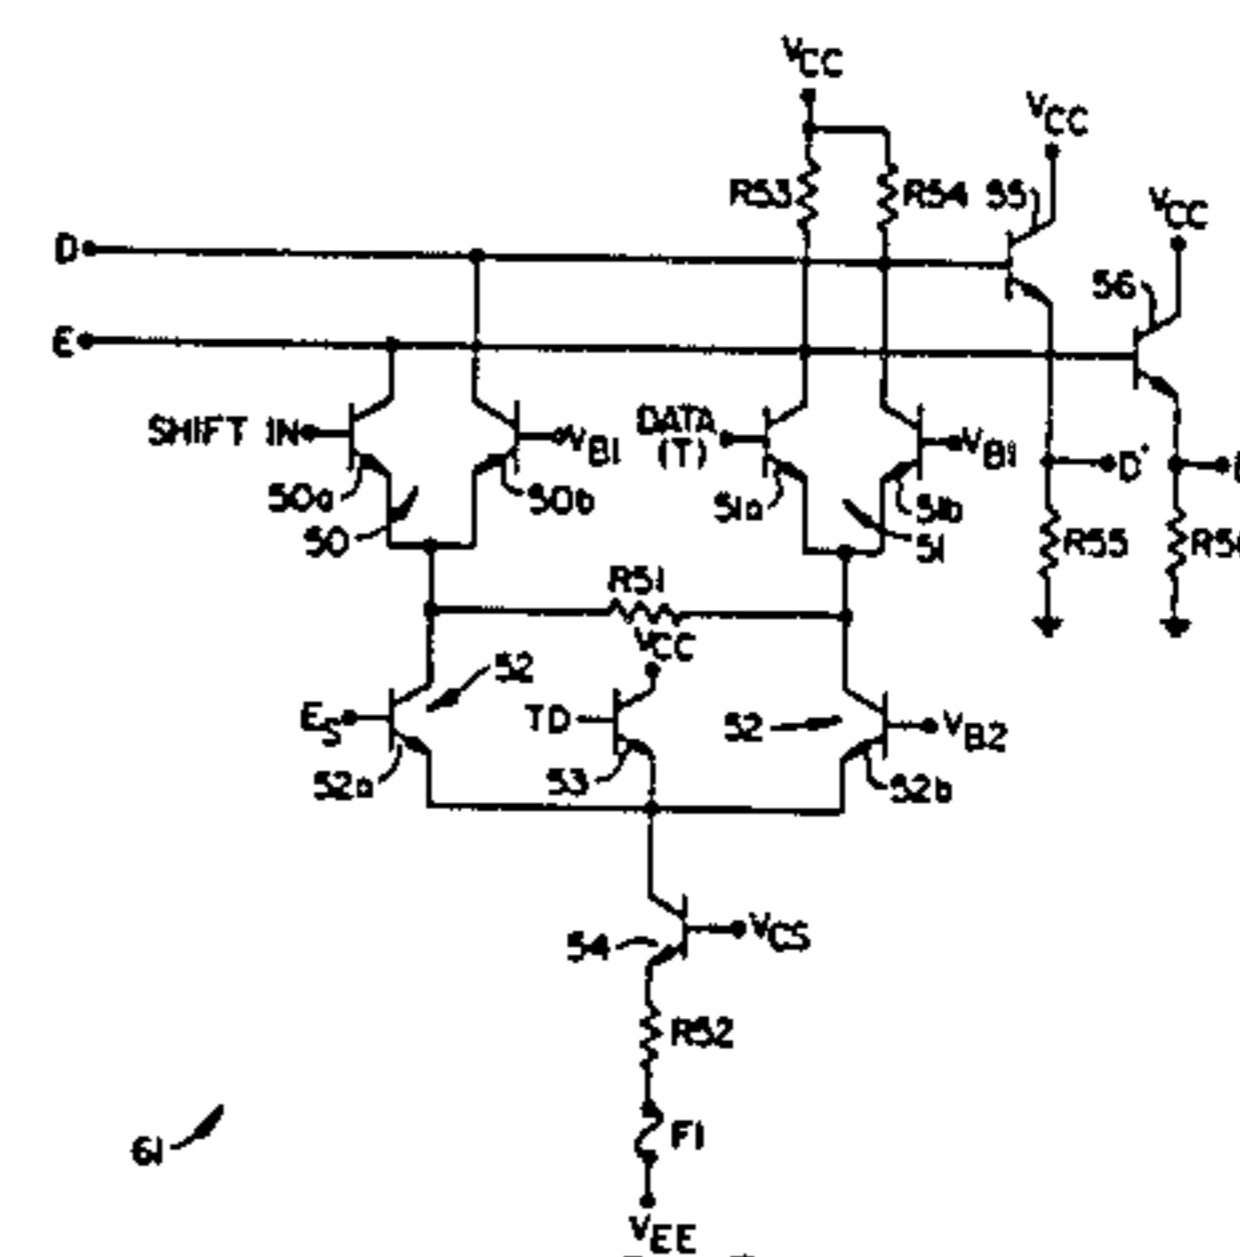 VCC
VCC
R53
R54
55
VCC
D
56
E
SHIFT IN
VB1
DATA
(T)
VB1
D'
50a
50b
51a
51b
50
51
R55
R51
VCC
52
ES
TD
52
VB2
52a
53
52b
VCS
54
R52
61
F1
VEE